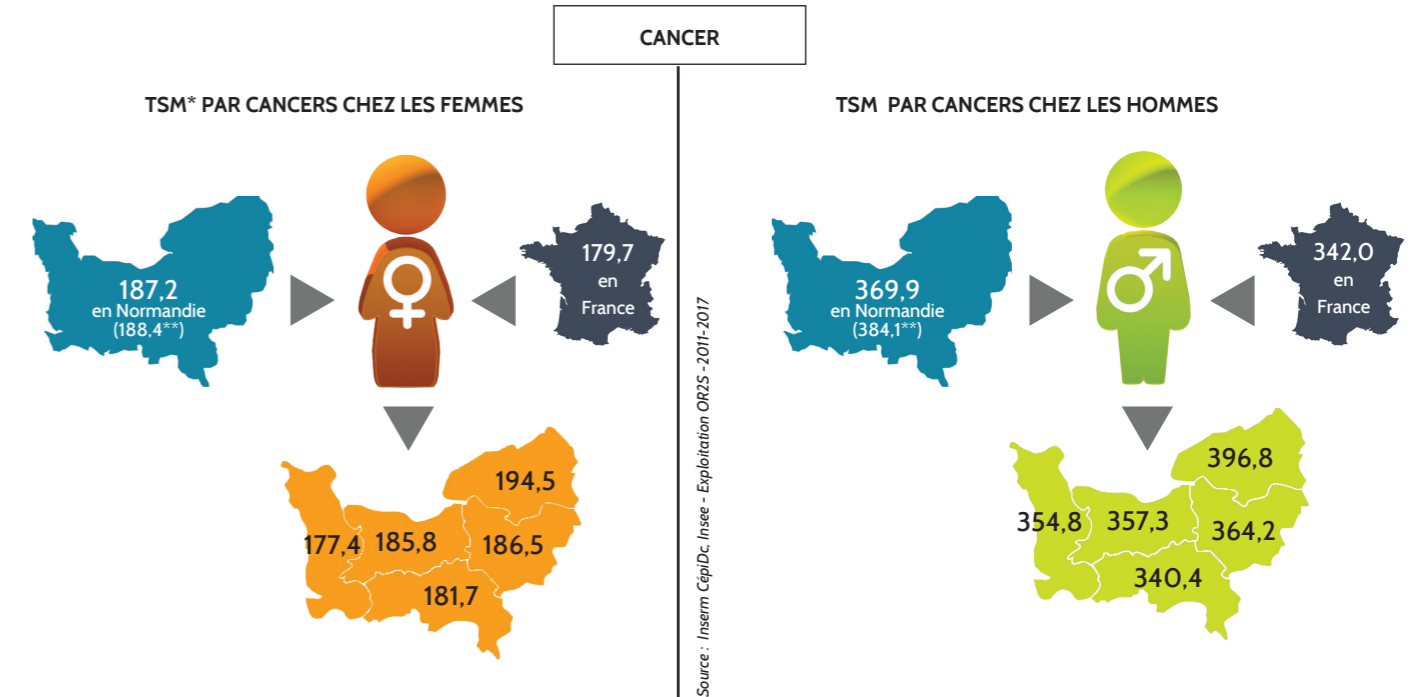 CANCER
TSM* PAR CANCERS CHEZ LES FEMMES
187,2
en Normandie
(188,4**)
179,7
en
France
194,5
177,4
185,8
186,5
181,7
Source : Inserm CépiDc, Insee - Exploitation OR2S - 2011-2017
TSM PAR CANCERS CHEZ LES HOMMES
369,9
en Normandie
(384,1**)
342,0
en
France
396,8
354,8
357,3
364,2
340,4